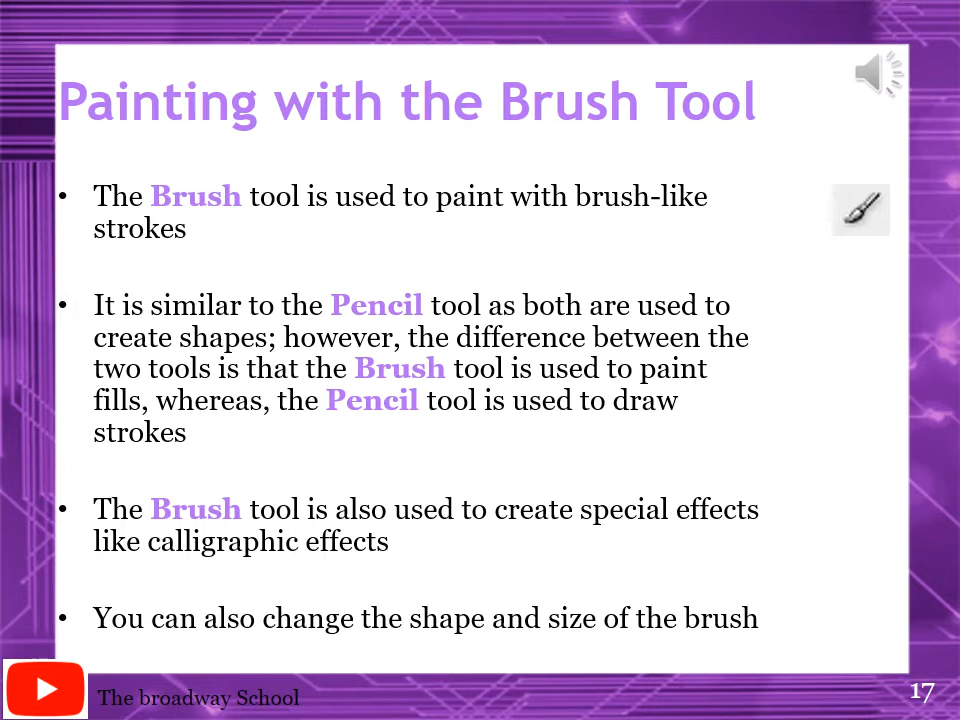 Painting with the Brush Tool
• The Brush tool is used to paint with brush-like
strokes
• It is similar to the Pencil tool as both are used to
create shapes; however, the difference between the
two tools is that the Brush tool is used to paint
fills, whereas, the Pencil tool is used to draw
strokes
• The Brush tool is also used to create special effects
like calligraphic effects
• You can also change the shape and size of the brush
The broadway School
17